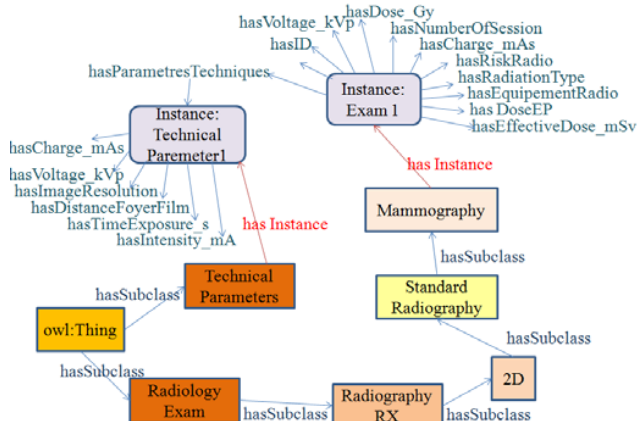 hasDose_Gy
hasVoltage_kVp
hasNumberOfSession
hasID
hasCharge_mAs
hasRiskRadio
hasParametresTechniques
hasRadiationType
hasEquipementRadio
Instance:
Exam 1
has DoseEP
hasEffective​Dose_mSv
Instance:
Technical
Paremeter1
hasCharge_mAs
hasVoltage_kVp
hasImageResolution
hasDistanceFoyerFilm
hasTimeExposure_s
hasIntensity_mA
has Instance
has Instance
Mammography
hasSubclass
Technical
Parameters
Standard
Radiography
hasSubclass
owl:Thing
hasSubclass
hasSubclass
2D
Radiology
Exam
hasSubclass
Radiography
RX
hasSubclass